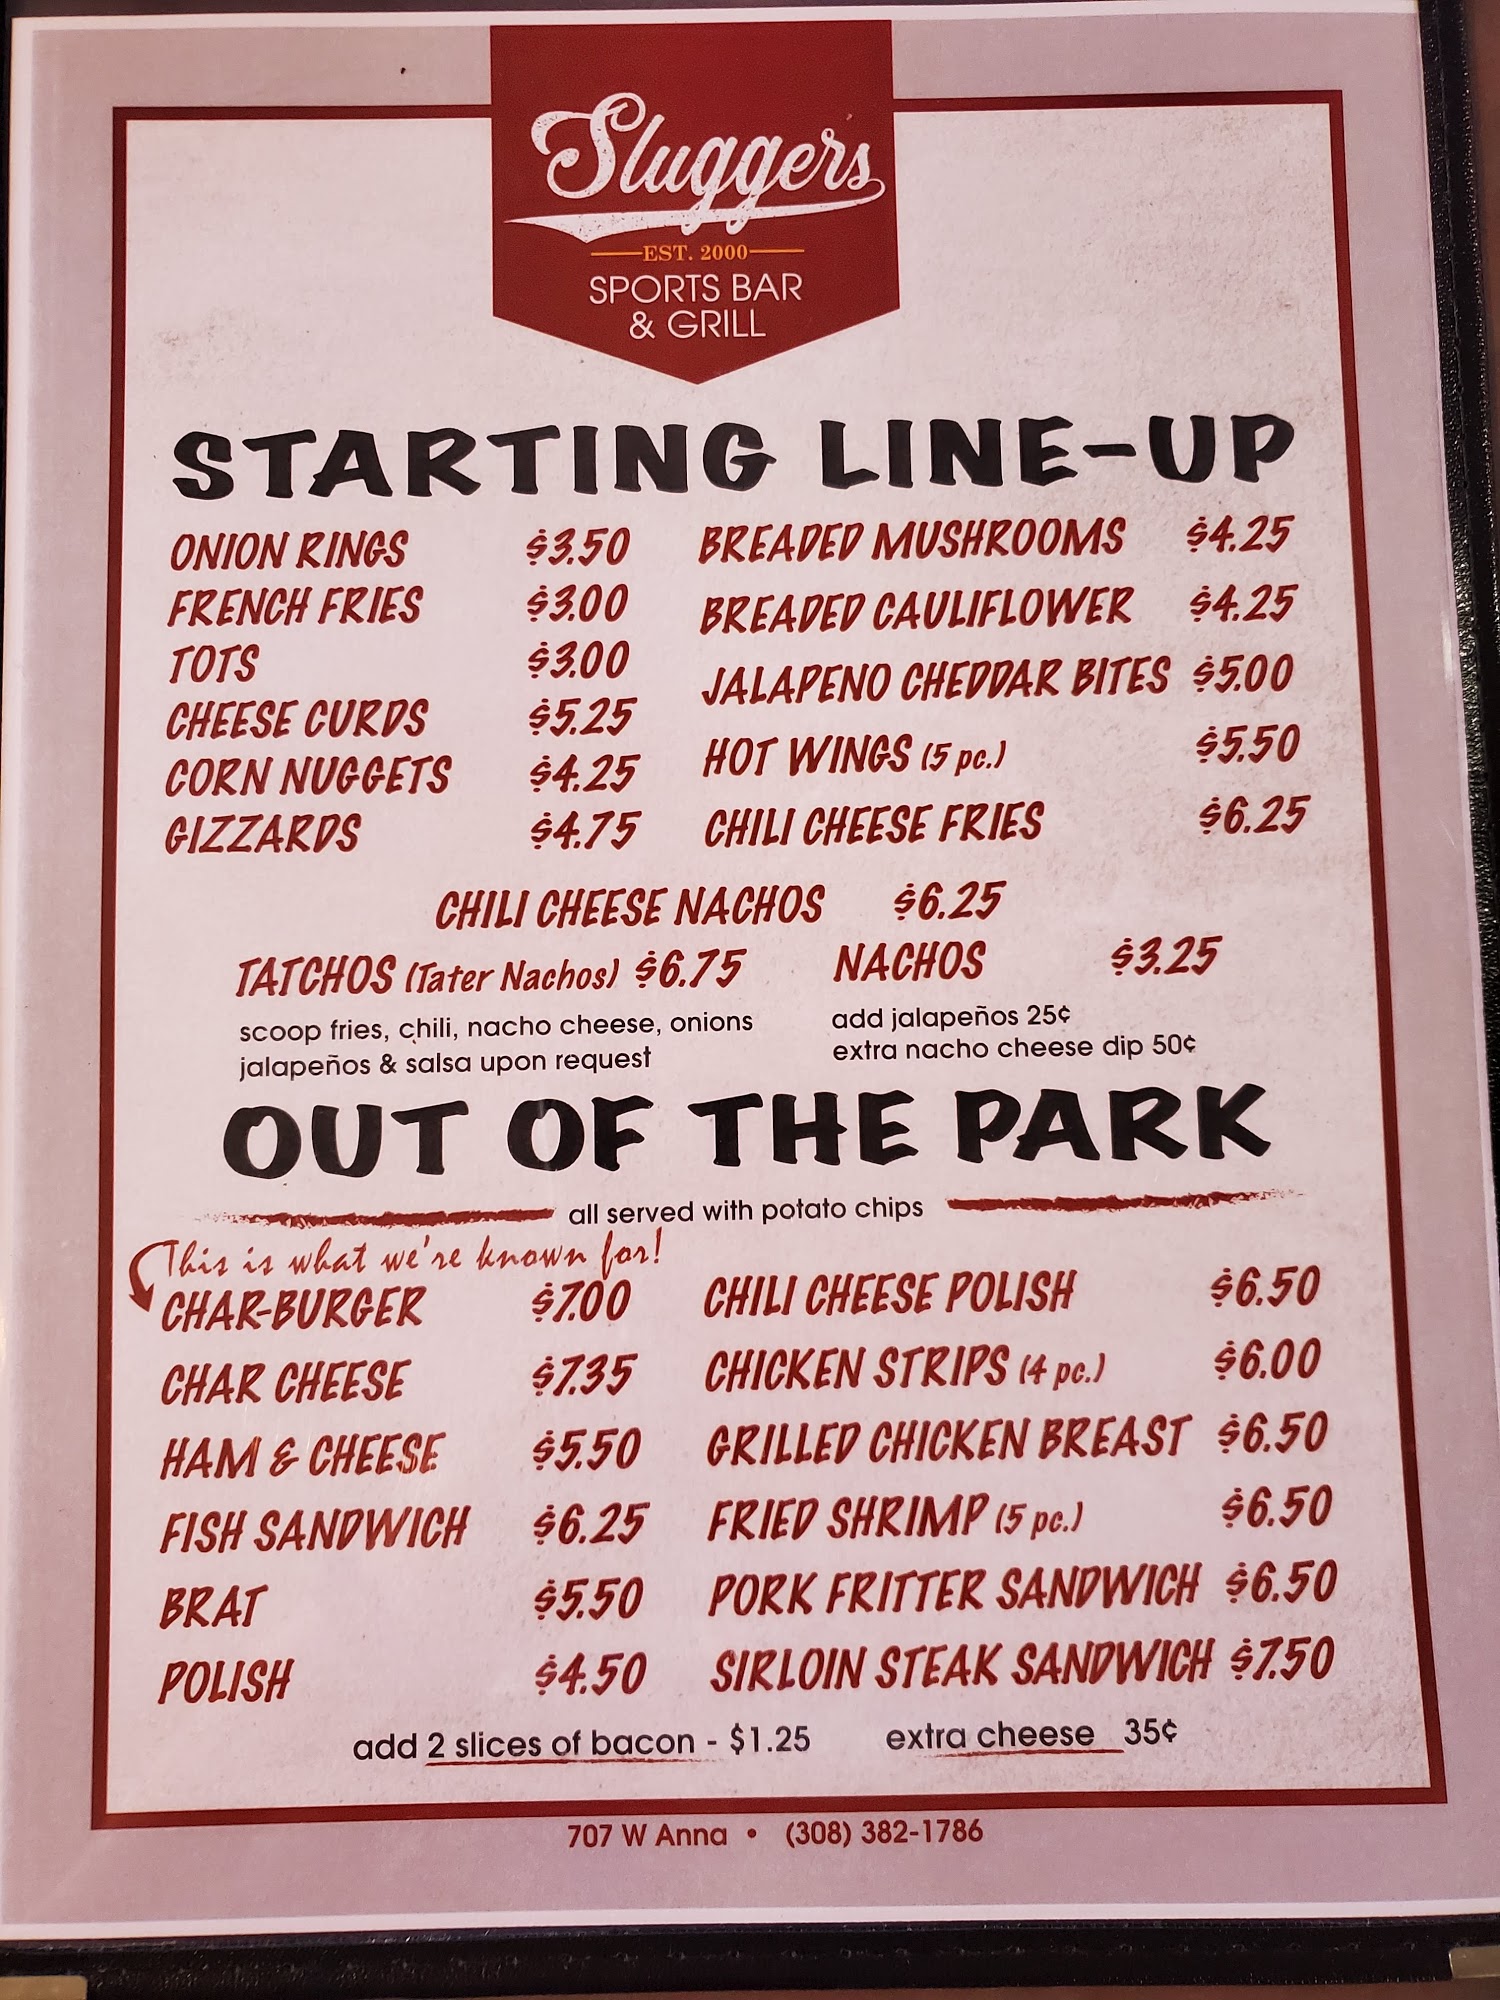 Sluggers
EST. 2000
SPORTS BAR
& GRILL
STARTING LINE-UP
ONION RINGS $3.50
FRENCH FRIES $3.00
TOTS $3.00
CHEESE CURDS $5.25
CORN NUGGETS $4.25
GIZZARDS $4.75
BREADED MUSHROOMS $4.25
BREADED CAULIFLOWER $4.25
JALAPENO CHEDDAR BITES $5.00
HOT WINGS (5 pc.) $5.50
CHILI CHEESE FRIES $6.25
CHILI CHEESE NACHOS $6.25
TATCHOS (Tater Nachos) $6.75
scoop fries, chili, nacho cheese, onions
jalapeños & salsa upon request
NACHOS $3.25
add jalapeños 25¢
extra nacho cheese dip 50¢
OUT OF THE PARK
all served with potato chips
This is what we're known for!
CHAR-BURGER $7.00
CHAR CHEESE $7.35
HAM & CHEESE $5.50
FISH SANDWICH $6.25
BRAT $5.50
POLISH $4.50
CHILI CHEESE POLISH $6.50
CHICKEN STRIPS (4 pc.) $6.00
GRILLED CHICKEN BREAST $6.50
FRIED SHRIMP (5 pc.) $6.50
PORK FRITTER SANDWICH $6.50
SIRLOIN STEAK SANDWICH $7.50
add 2 slices of bacon - $1.25 extra cheese 35¢
707 W Anna • (308) 382-1786